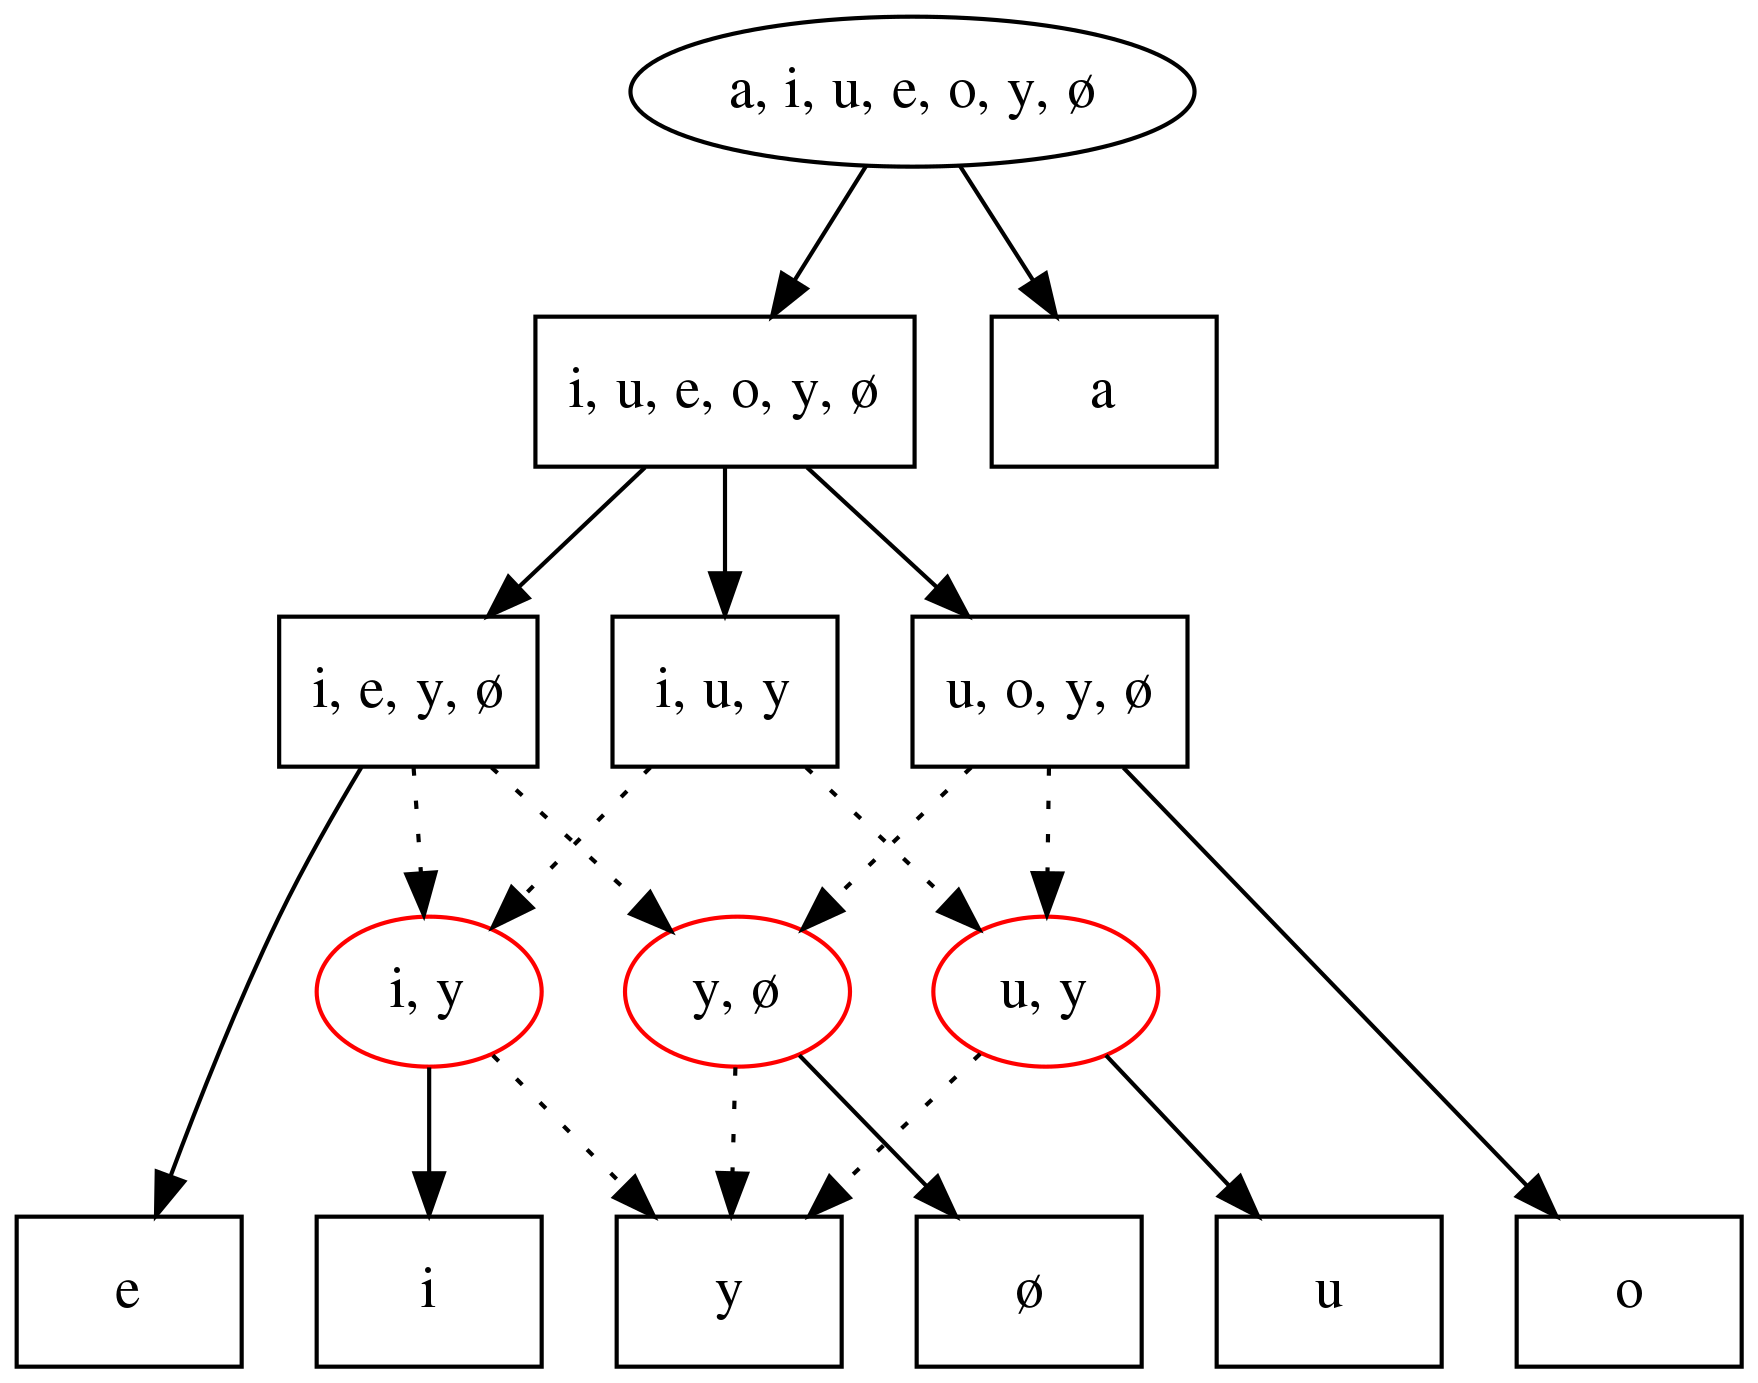 a, i, u, e, o, y, ø
i, u, e, o, y, ø
a
i, e, y, ø
i, u, y
u, o, y, ø
i, y
y, ø
u, y
e
i
y
ø
u
o